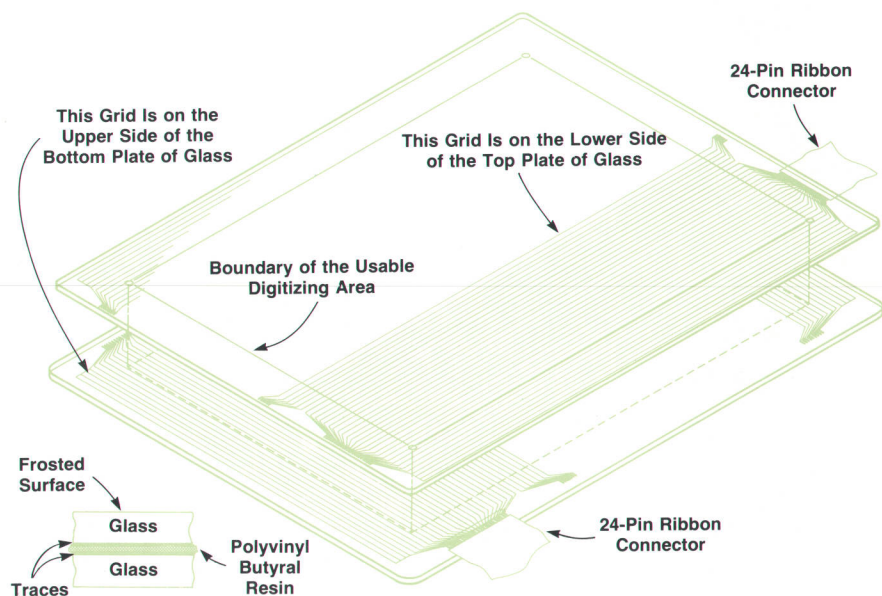 24-Pin Ribbon
Connector
This Grid Is on the
Upper Side of the
Bottom Plate of Glass
This Grid Is on the Lower Side
of the Top Plate of Glass
Boundary of the Usable
Digitizing Area
Frosted
Surface
Glass
Glass
Traces
Polyvinyl
Butyral
Resin
24-Pin Ribbon
Connector